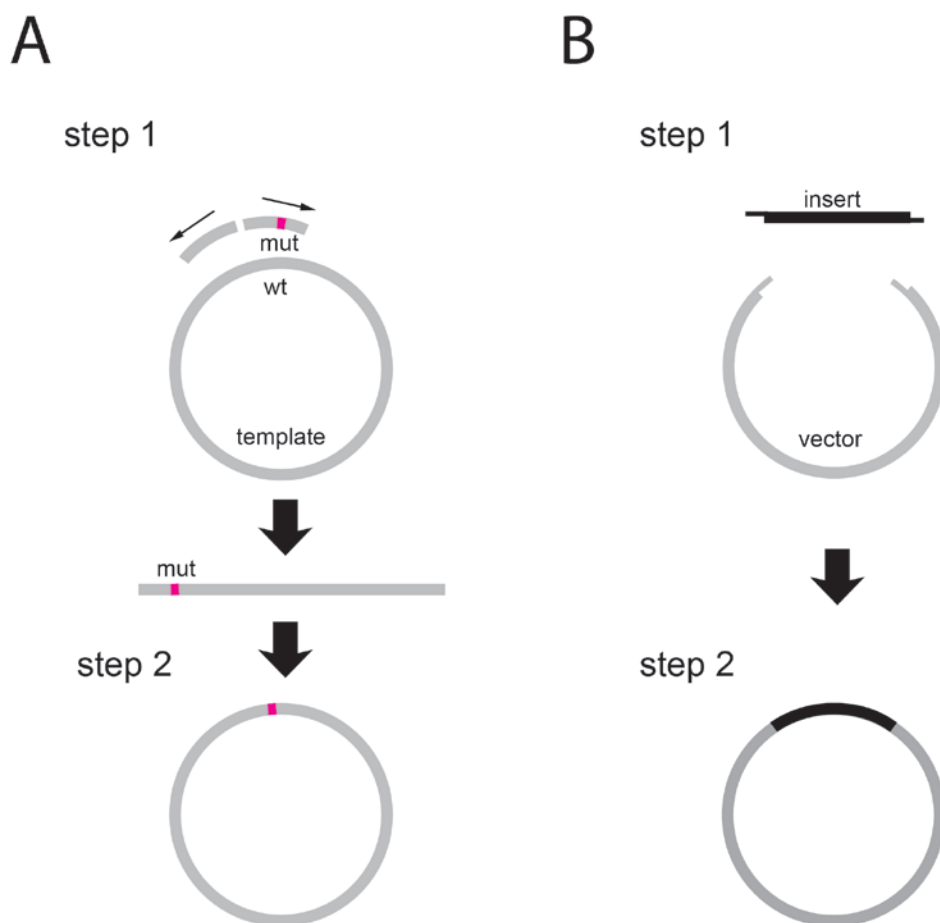 A
step 1
mut
wt
template
mut
step 2
B
step 1
insert
vector
step 2